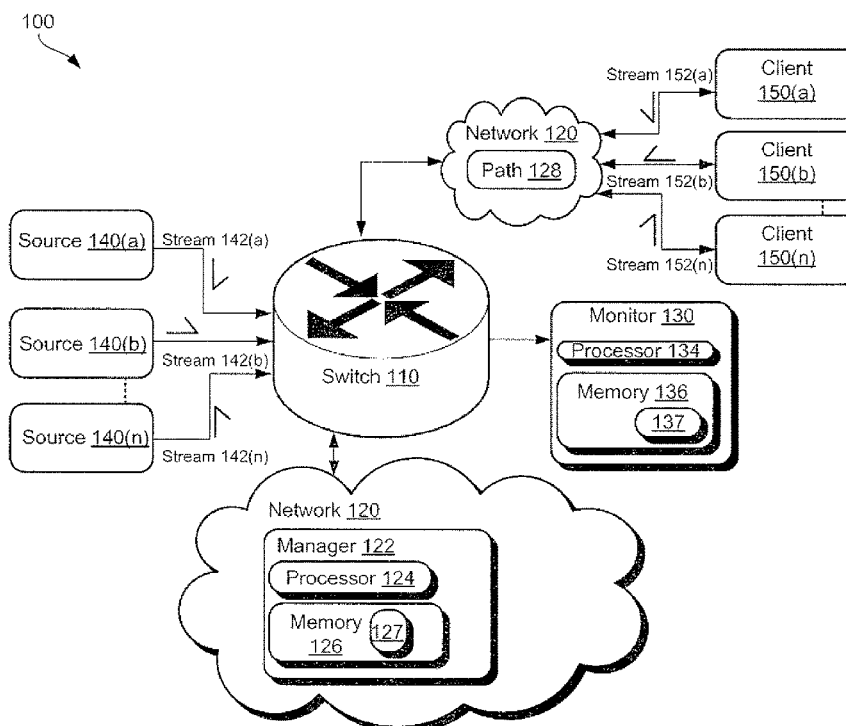 100
Stream 152(a)
Client
150(a)
Network 120
Path 128
Client
150(b)
Stream 152(b)
Client
150(n)
Stream 152(n)
Source 140(a)
Stream 142(a)
Source 140(b)
Stream 142(b)
Source 140(n)
Stream 142(n)
Switch 110
Monitor 130
Processor 134
Memory 136
137
Network 120
Manager 122
Processor 124
Memory
126
127